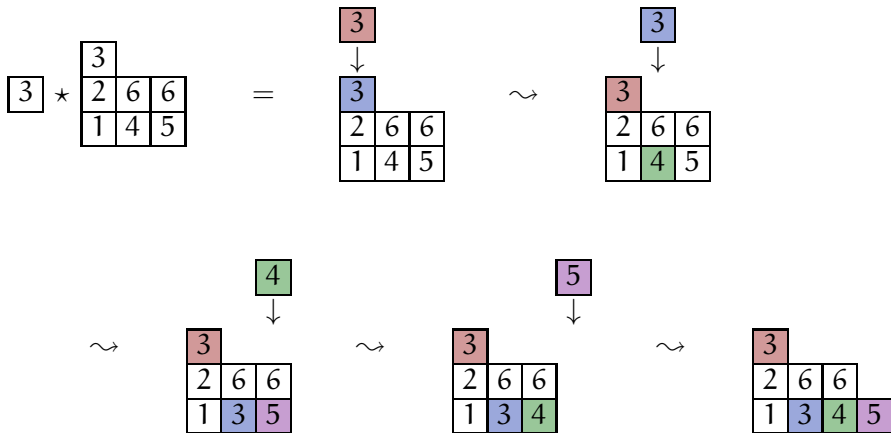 3 3
3 ⋆ 3 = 3 ⇝ 3
2 6 6 2 6 6 2 6 6
1 4 5 1 4 5 1 4 5
4 5
⇝ 3 ⇝ 3 ⇝ 3
2 6 6 2 6 6 2 6 6
1 3 5 1 3 4 1 3 4 5